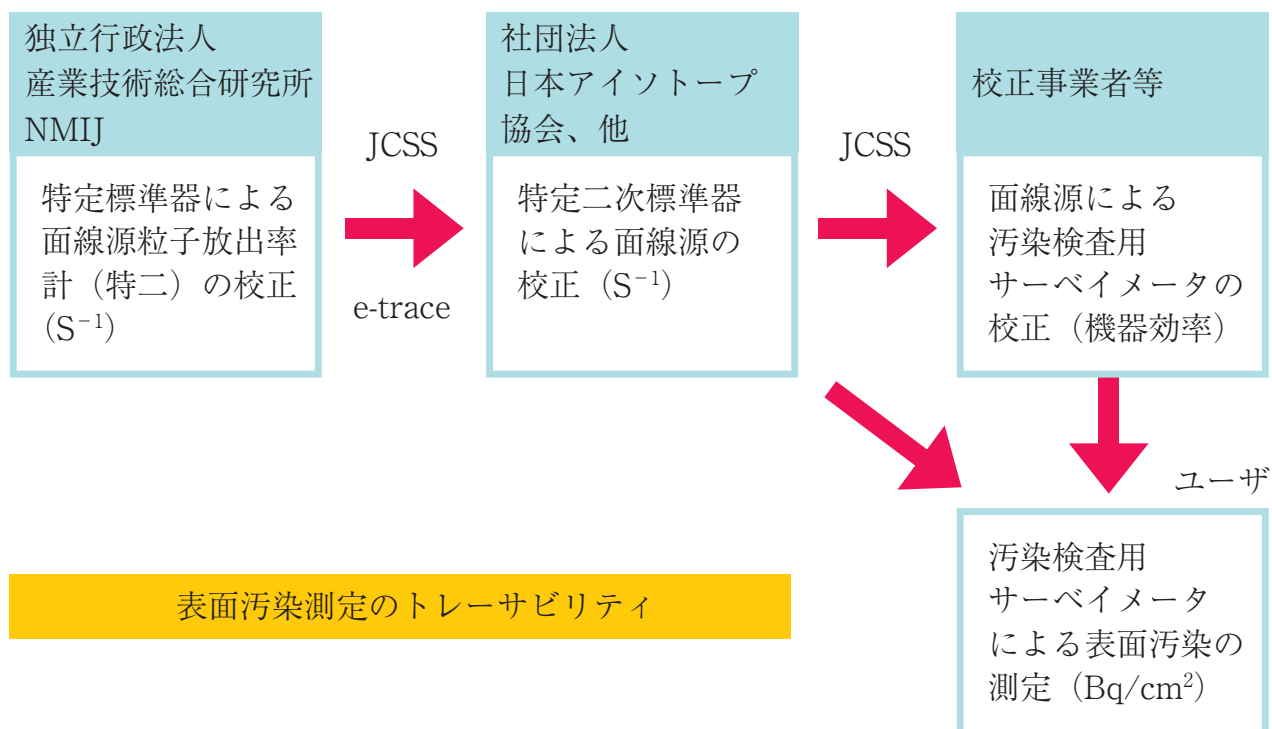 独立行政法人
産業技術総合研究所
NMIJ
特定標準器による
面線源粒子放出率
計（特二）の校正
（S⁻¹）
JCSS
e-trace
社団法人
日本アイソトープ
協会、他
特定二次標準器
による面線源の
校正（S⁻¹）
JCSS
校正事業者等
面線源による
汚染検査用
サーベイメータの
校正（機器効率）
ユーザ
汚染検査用
サーベイメータ
による表面汚染の
測定（Bq/cm²）
表面汚染測定のトレーサビリティ